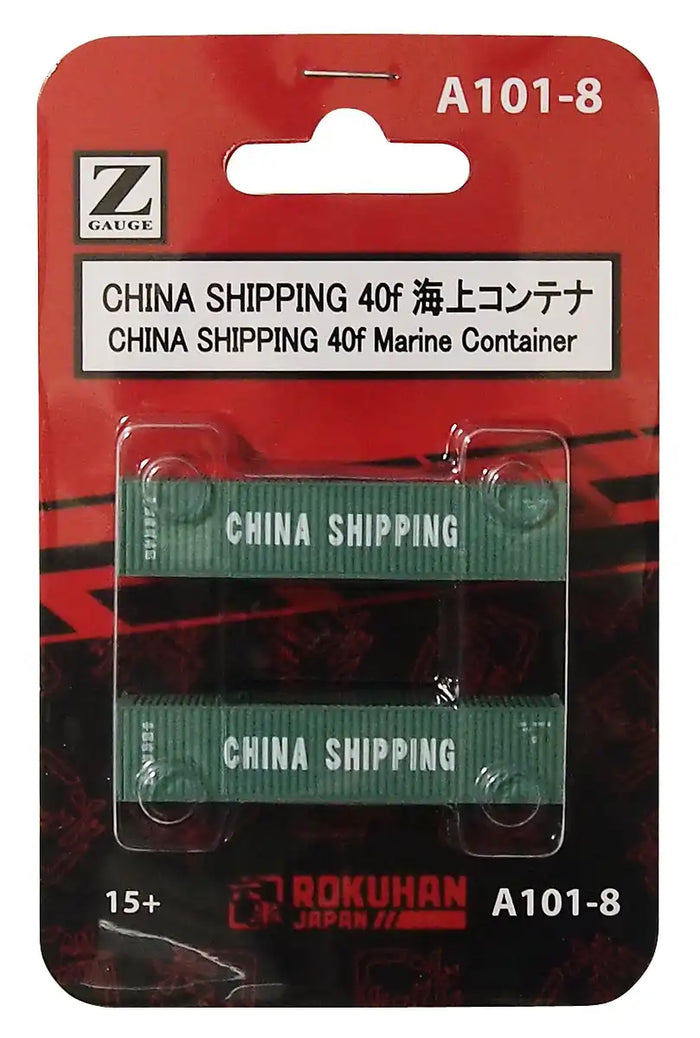 A101-8
Z
GAUGE
CHINA SHIPPING 40f 海上コンテナ
CHINA SHIPPING 40f Marine Container
CHINA SHIPPING
CHINA SHIPPING
15+
ROKUHAN
JAPAN
A101-8